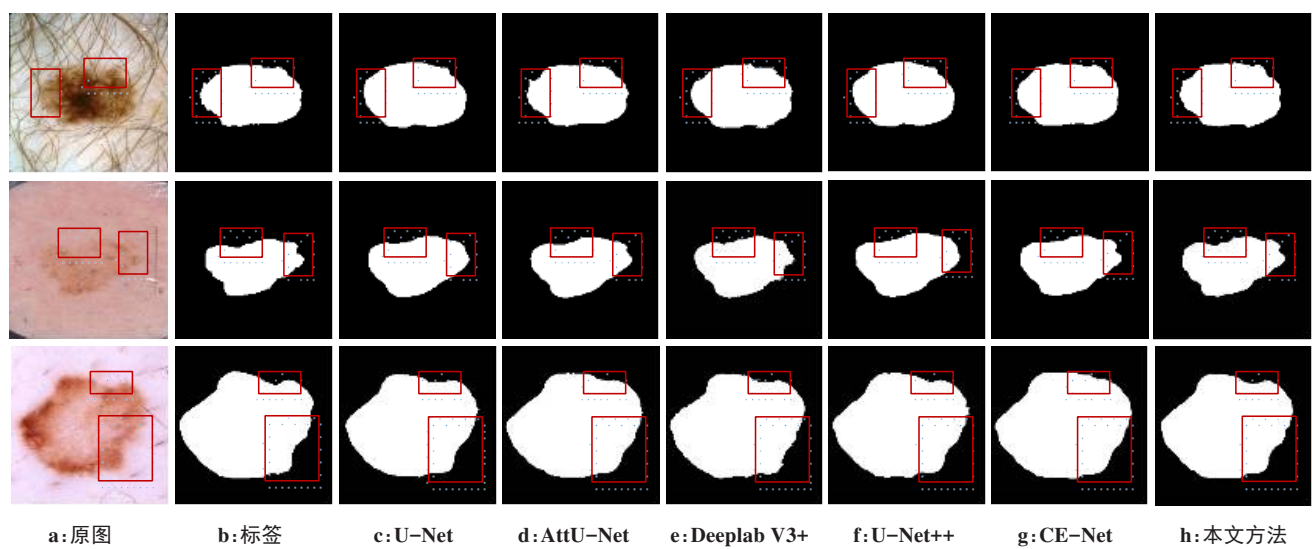 a:原图 b:标签 c:U-Net d:AttU-Net e:Deeplab V3+ f:U-Net++ g:CE-Net h:本文方法